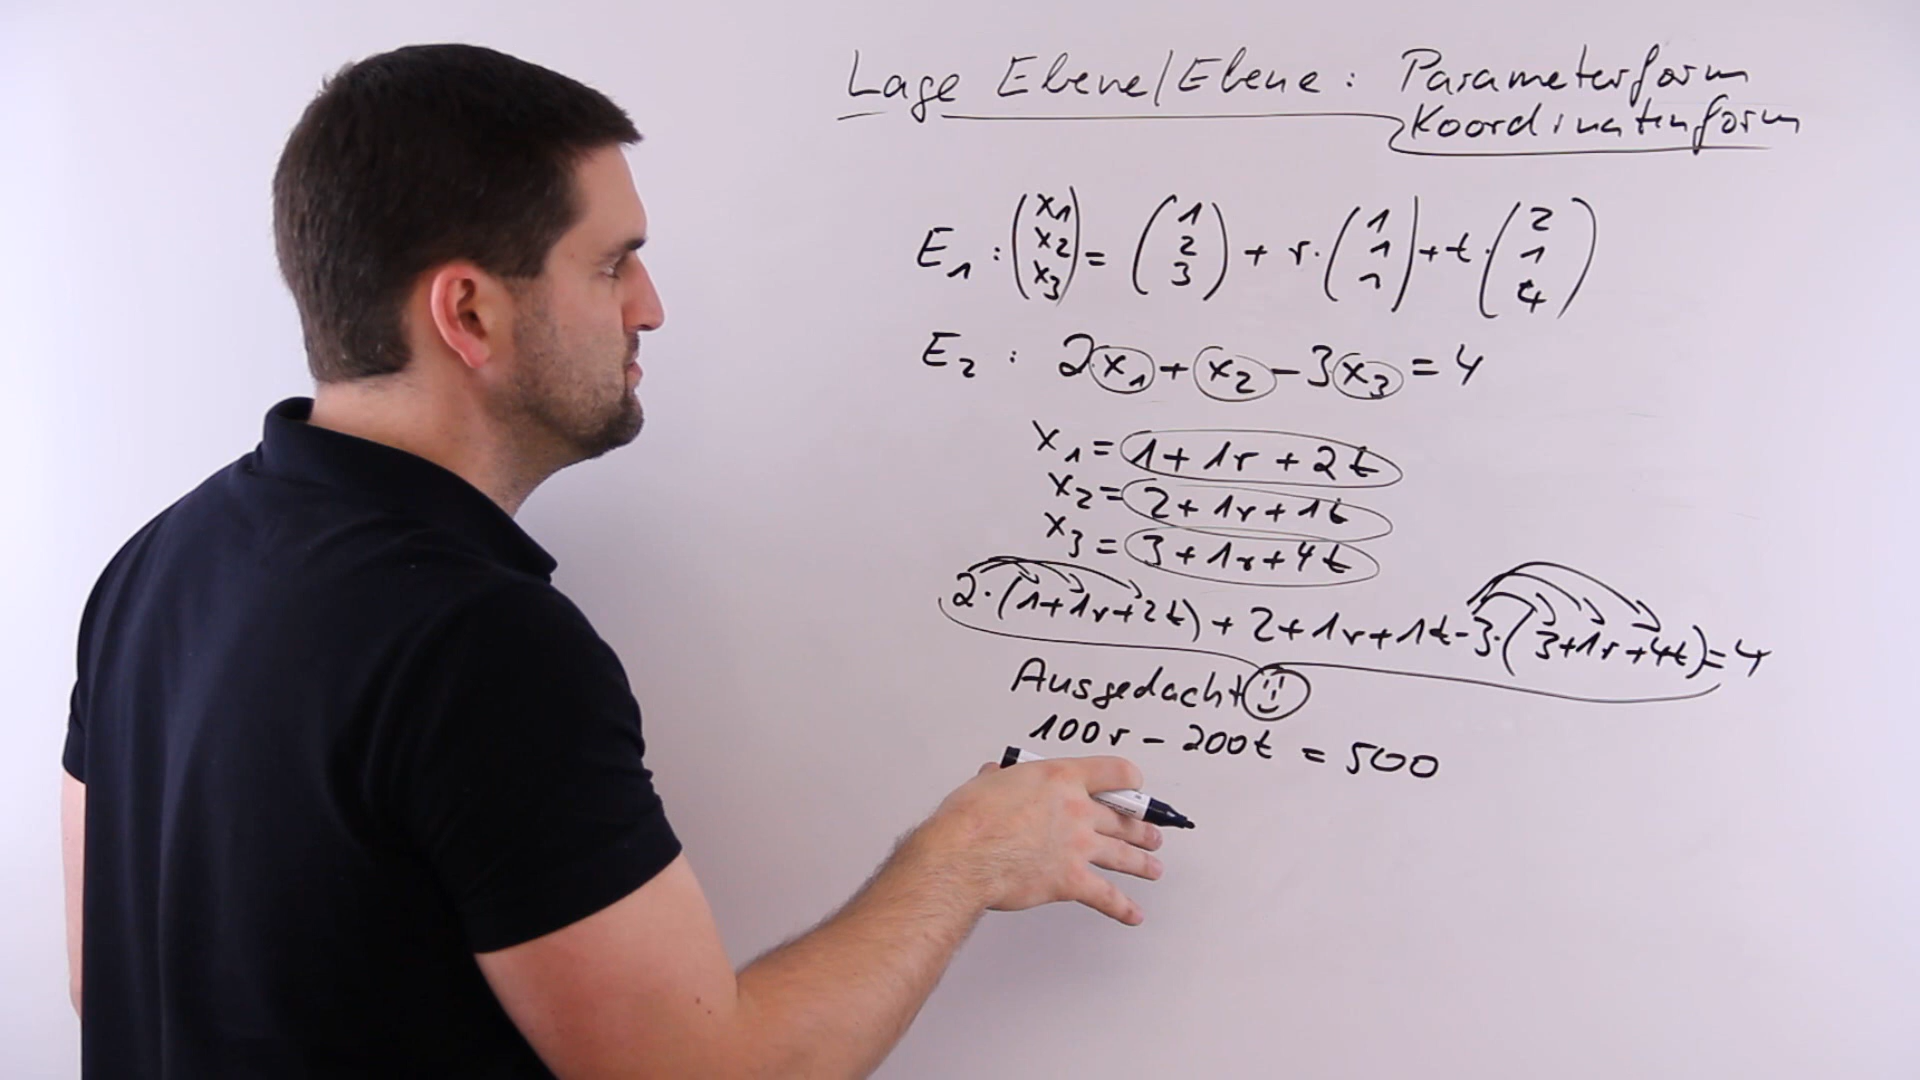 Lage Ebene/Ebene: Parameterform
Koordinatenform
E₁: (x₁ x₂ x₃) = (1 2 3) + r·(1 1 1) + t·(2 1 4)
E₂: 2x₁ + x₂ - 3x₃ = 4
x₁ = 1 + 1r + 2t
x₂ = 2 + 1r + 1t
x₃ = 3 + 1r + 4t
2·(1+1r+2t) + 2+1r+1t-3·(3+1r+4t) = 4
Ausgedacht
100r - 200t = 500